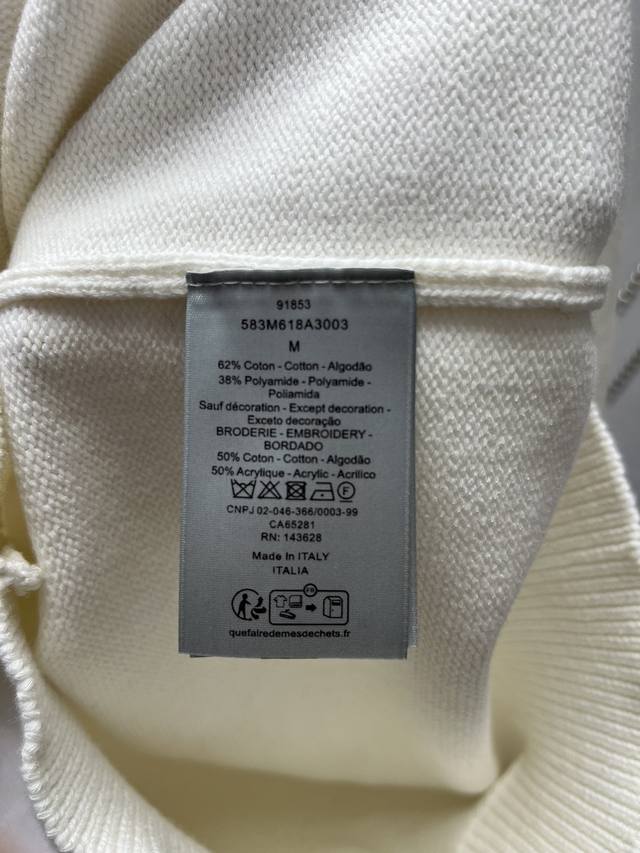 91853
583M618A3003
M
62% Coton - Cotton - Algodão
38% Polyamide - Polyamide -
Poliamida
Sauf décoration - Except decoration -
Exceto decoração
BRODERIE - EMBROIDERY -
BORDADO
50% Coton - Cotton - Algodão
50% Acrylique - Acrylic - Acrilico
F
CNPJ 02-046-366/0003-99
CA65281
RN: 143628
Made In ITALY
ITALIA
FR
quefairedemesdechets.fr